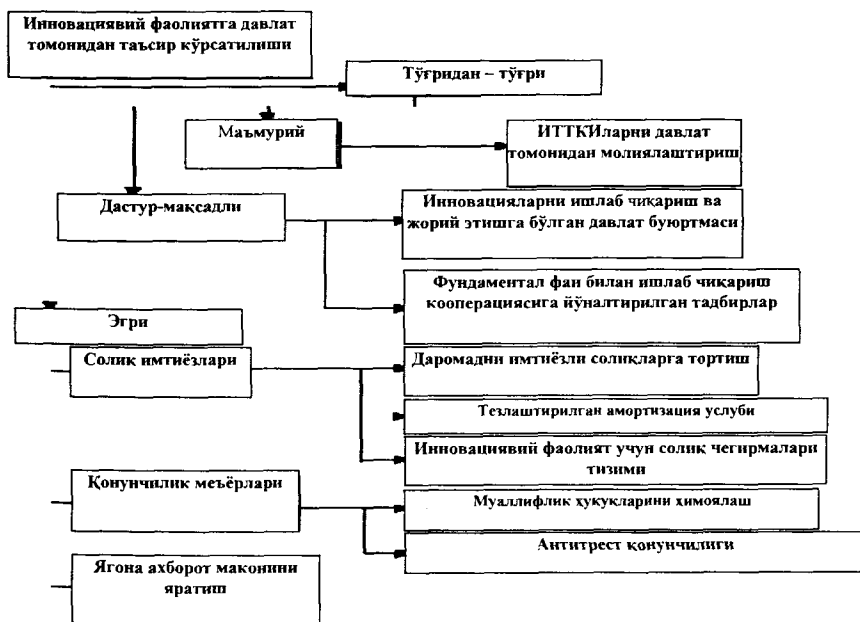 Инновациявий фаолиятга давлат
томонидан таъсир кўрсатилиши
Тўғридан – тўғри
Маъмурий
ИТТКИларни давлат
томонидан молиялаштириш
Дастур-мақсадли
Инновацияларни ишлаб чиқариш ва
жорий этишга бўлган давлат буюртмаси
Фундаментал фан билан ишлаб чиқариш
кооперациясига йўналтирилган тадбирлар
Эгри
Солиқ имтиёзлари
Даромадни имтиёзли солиқларга тортиш
Тезлаштирилган амортизация услуби
Инновациявий фаолият учун солиқ чегирмалари
тизими
Қонунчилик меъёрлари
Муаллифлик ҳуқуқларини ҳимоялаш
Антитрест қонунчилиги
Ягона ахборот маконини
яратиш